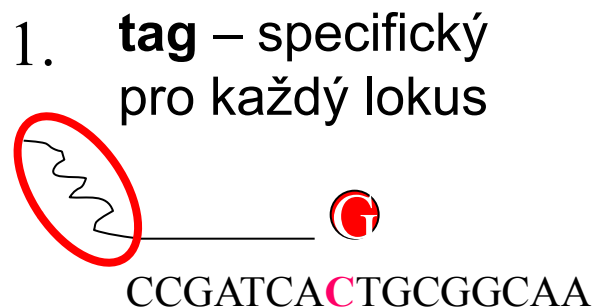 1. tag – specifický
pro každý lokus
G
CCGATCACTGCGGCAA